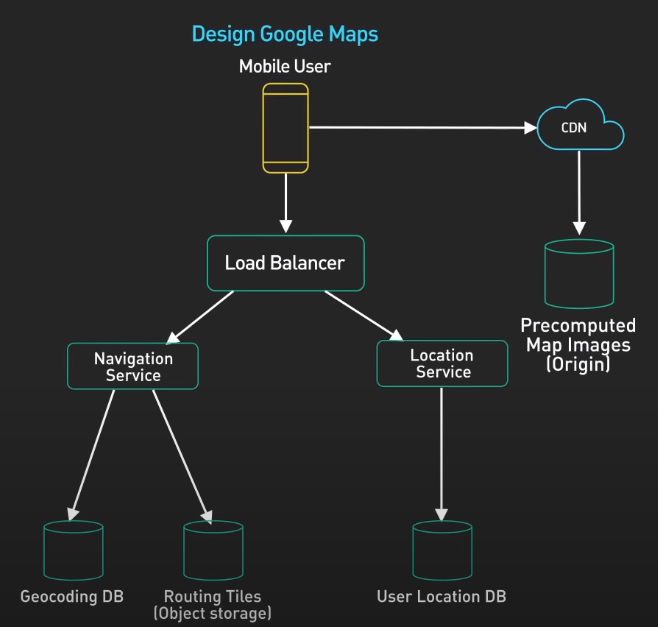 Design Google Maps
Mobile User
CDN
Load Balancer
Precomputed
Map Images
(Origin)
Navigation
Service
Location
Service
Geocoding DB
Routing Tiles
(Object storage)
User Location DB